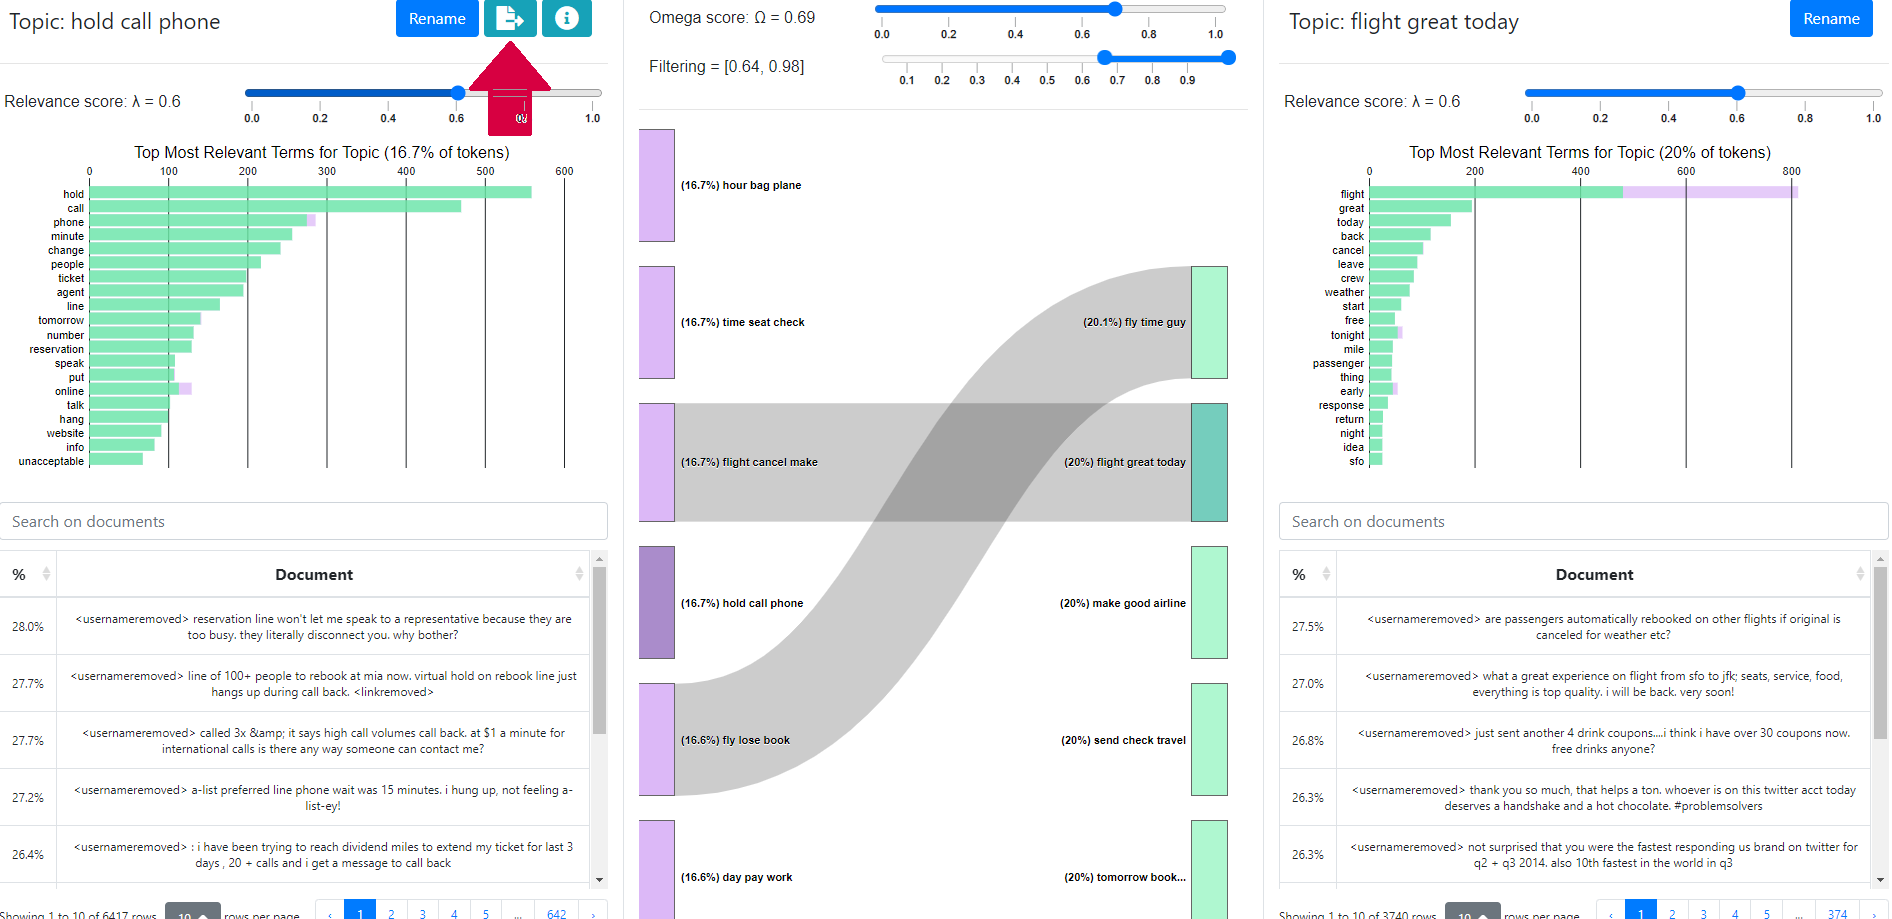 Topic: hold call phone
Rename
Relevance score: λ = 0.6
0.0 0.2 0.4 0.6 1.0
Top Most Relevant Terms for Topic (16.7% of tokens)
0 100 200 300 400 500 600
hold
call
phone
minute
change
people
ticket
agent
line
tomorrow
number
reservation
speak
put
online
talk
hang
website
info
unacceptable
Search on documents
% Document
28.0% <usernameremoved> reservation line won't let me speak to a representative because they are
too busy. they literally disconnect you. why bother?
27.7% <usernameremoved> line of 100+ people to rebook at mia now. virtual hold on rebook line just
hangs up during call back. <linkremoved>
27.7% <usernameremoved> called 3x &amp; it says high call volumes call back. at $1 a minute for
international calls is there any way someone can contact me?
27.2% <usernameremoved> a-list preferred line phone wait was 15 minutes. i hung up, not feeling a-
list-ey!
26.4% <usernameremoved> : i have been trying to reach dividend miles to extend my ticket for last 3
days , 20 + calls and i get a message to call back
Showing 1 to 10 of 6417 rows 10 rows per page ‹ 1 2 3 4 5 ... 642 ›
Omega score: Ω = 0.69
0.0 0.2 0.4 0.6 0.8 1.0
Filtering = [0.64, 0.98]
0.1 0.2 0.3 0.4 0.5 0.6 0.7 0.8 0.9
(16.7%) hour bag plane
(16.7%) time seat check
(20.1%) fly time guy
(16.7%) flight cancel make
(20%) flight great today
(16.7%) hold call phone
(20%) make good airline
(16.6%) fly lose book
(20%) send check travel
(16.6%) day pay work
(20%) tomorrow book...
Topic: flight great today
Rename
Relevance score: λ = 0.6
0.0 0.2 0.4 0.6 0.8 1.0
Top Most Relevant Terms for Topic (20% of tokens)
0 200 400 600 800
flight
great
today
back
cancel
leave
crew
weather
start
free
tonight
mile
passenger
thing
early
response
return
night
idea
sfo
Search on documents
% Document
27.5% <usernameremoved> are passengers automatically rebooked on other flights if original is
canceled for weather etc?
27.0% <usernameremoved> what a great experience on flight from sfo to jfk; seats, service, food,
everything is top quality. i will be back. very soon!
26.8% <usernameremoved> just sent another 4 drink coupons....i think i have over 30 coupons now.
free drinks anyone?
26.3% <usernameremoved> thank you so much, that helps a ton. whoever is on this twitter acct today
deserves a handshake and a hot chocolate. #problemsolvers
26.3% <usernameremoved> not surprised that you were the fastest responding us brand on twitter for
q2 + q3 2014. also 10th fastest in the world in q3
Showing 1 to 10 of 3740 rows 10 rows per page ‹ 1 2 3 4 5 ... 374 ›